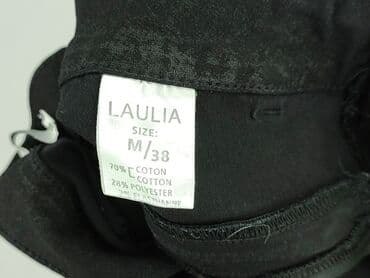 LAULIA
SIZE:
M/38
70% COTON
COTTON
28% POLYESTER